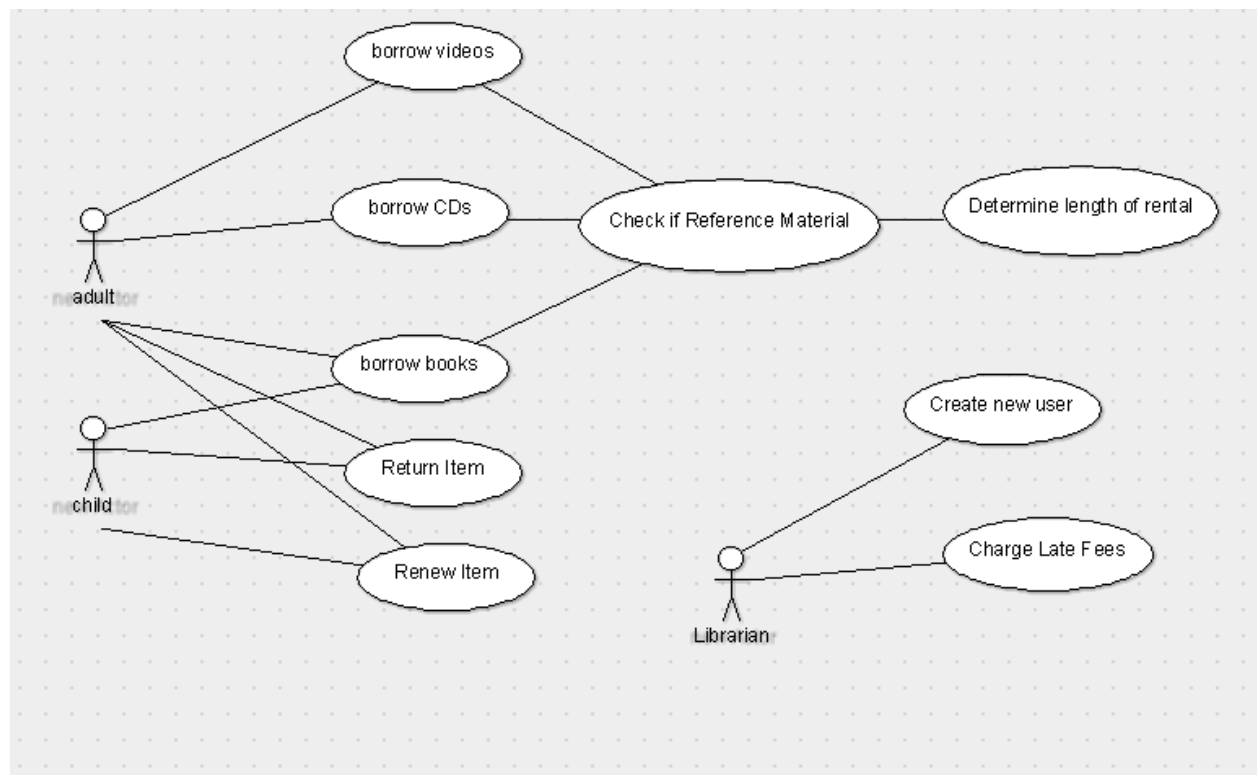 borrow videos
borrow CDs
Check if Reference Material
Determine length of rental
adult
borrow books
Create new user
Return Item
child
Charge Late Fees
Renew Item
Librarian